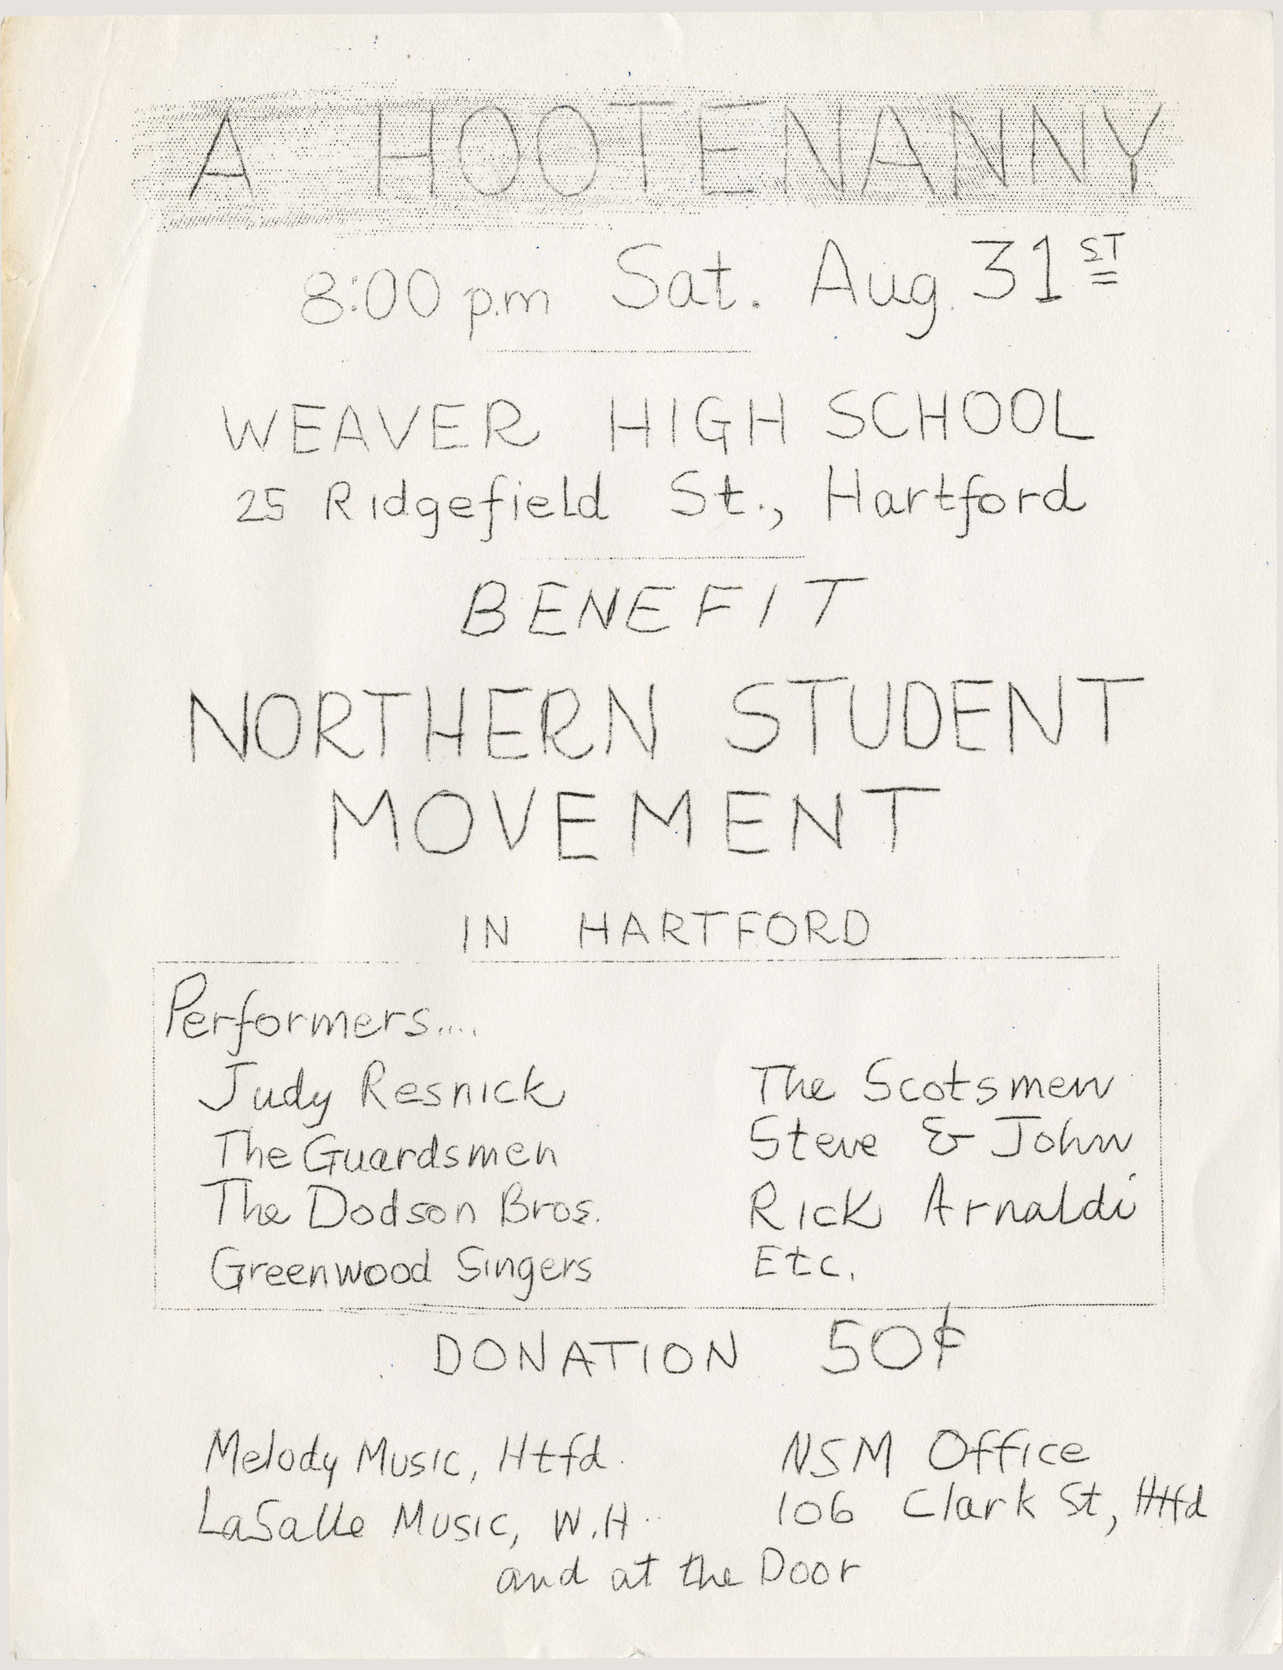 A HOOTENANNY
8:00 p.m Sat. Aug. 31ST
WEAVER HIGH SCHOOL
25 Ridgefield St., Hartford
BENEFIT
NORTHERN STUDENT
MOVEMENT
IN HARTFORD
Performers....
Judy Resnick
The Guardsmen
The Dodson Bros.
Greenwood Singers
The Scotsmen
Steve & John
Rick Arnaldi
Etc.
DONATION 50¢
Melody Music, Htfd.
LaSalle Music, W.H.
NSM Office
106 Clark St, Htfd
and at the Door